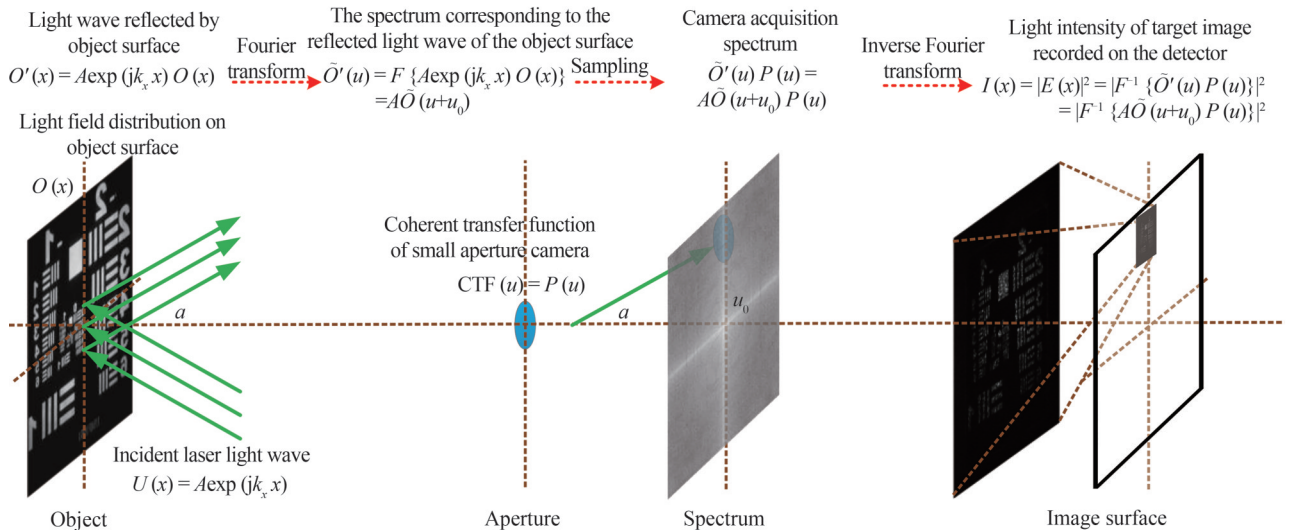 Light wave reflected by
object surface
O′(x) = Aexp (jkₓ x) O (x)
Fourier
transform
The spectrum corresponding to the
reflected light wave of the object surface
Õ′(u) = F {Aexp (jkₓ x) O (x)}
=AÕ (u+u₀)
Sampling
Camera acquisition
spectrum
Õ′(u) P (u) =
AÕ (u+u₀) P (u)
Inverse Fourier
transform
Light intensity of target image
recorded on the detector
I (x) = |E (x)|² = |F⁻¹ {Õ′(u) P (u)}|²
= |F⁻¹ {AÕ (u+u₀) P (u)}|²
Light field distribution on
object surface
O (x)
a
Incident laser light wave
U (x) = Aexp (jkₓ x)
Object
Coherent transfer function
of small aperture camera
CTF (u) = P (u)
Aperture
a
u₀
Spectrum
Image surface